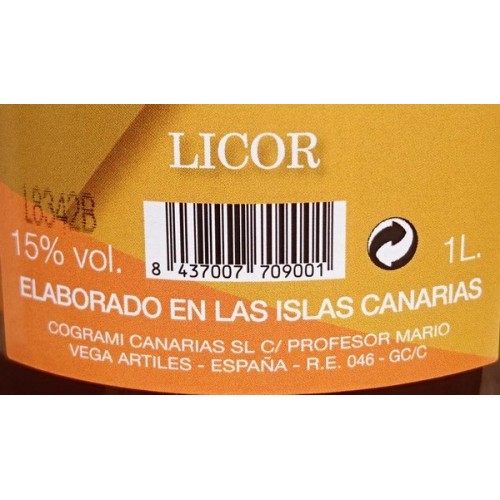 LICOR
L8342B
15% vol.
8 437007 709001
1L.
ELABORADO EN LAS ISLAS CANARIAS
COGRAMI CANARIAS SL C/ PROFESOR MARIO
VEGA ARTILES - ESPAÑA - R.E. 046 - GC/C